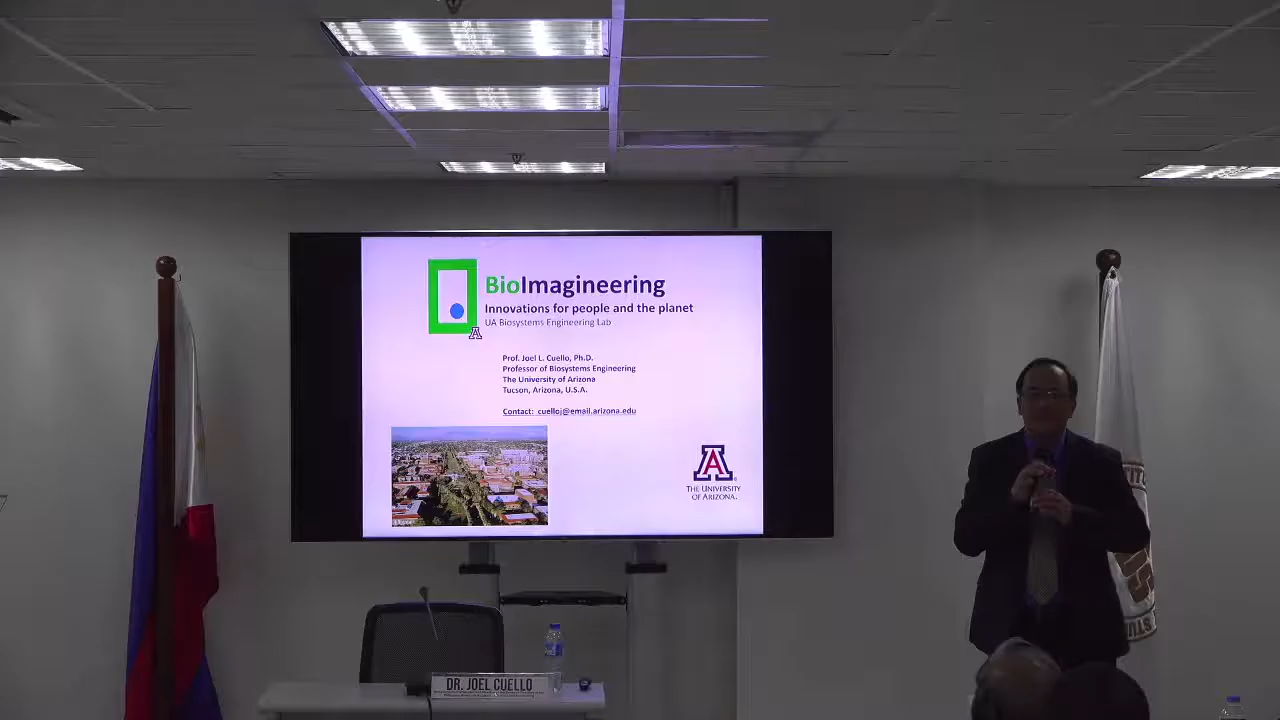 BioImagineering
Innovations for people and the planet
UA Biosystems Engineering Lab
A
Prof. Joel L. Cuello, Ph.D.
Professor of Biosystems Engineering
The University of Arizona
Tucson, Arizona, U.S.A.
Contact: cuelloj@email.arizona.edu
A
THE UNIVERSITY
OF ARIZONA.
DR. JOEL CUELLO